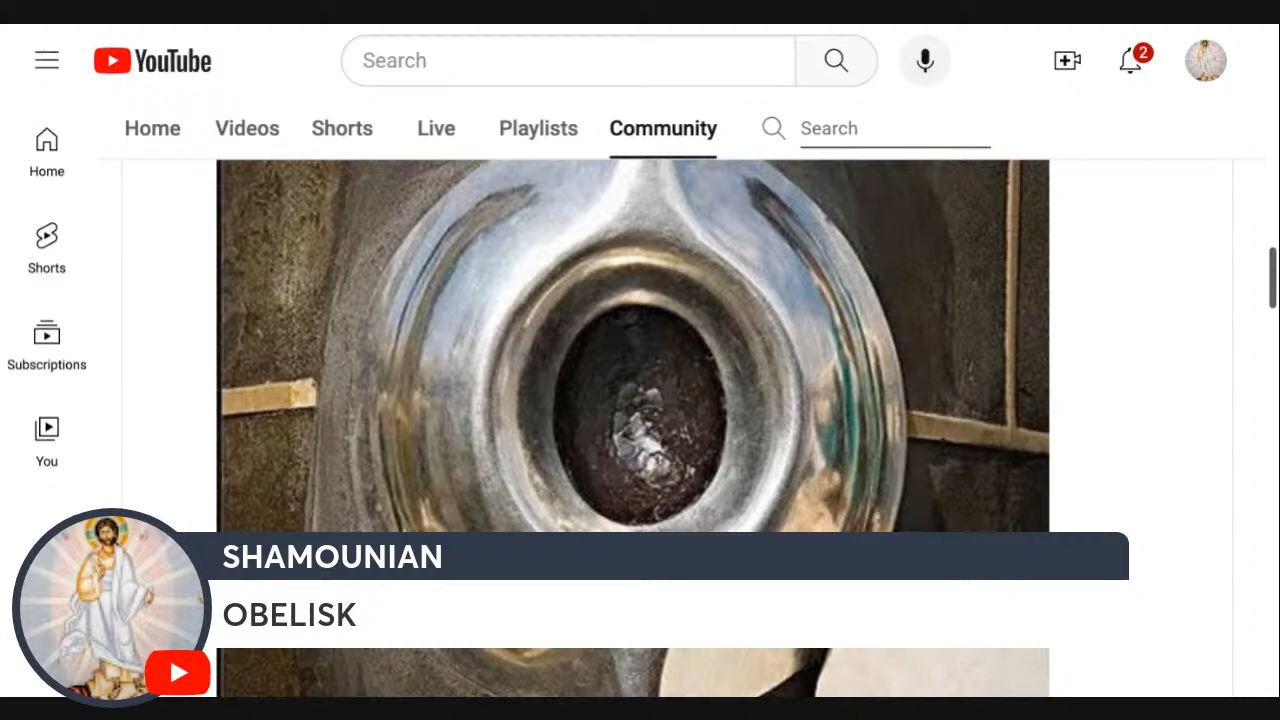 YouTube
Search
2
Home
Videos
Shorts
Live
Playlists
Community
Search
Home
Shorts
Subscriptions
You
SHAMOUNIAN
OBELISK